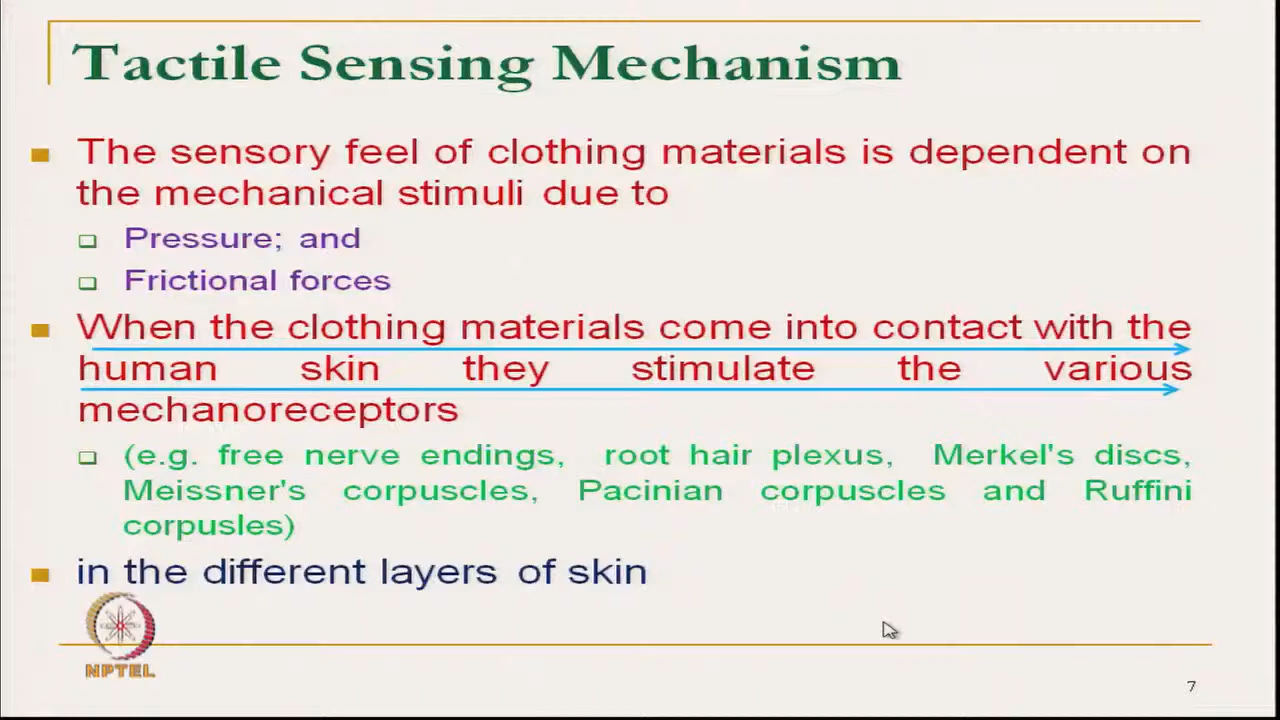 Tactile Sensing Mechanism
The sensory feel of clothing materials is dependent on
the mechanical stimuli due to
Pressure; and
Frictional forces
When the clothing materials come into contact with the
human skin they stimulate the various
mechanoreceptors
(e.g. free nerve endings, root hair plexus, Merkel's discs,
Meissner's corpuscles, Pacinian corpuscles and Ruffini
corpusles)
in the different layers of skin
NPTEL
7